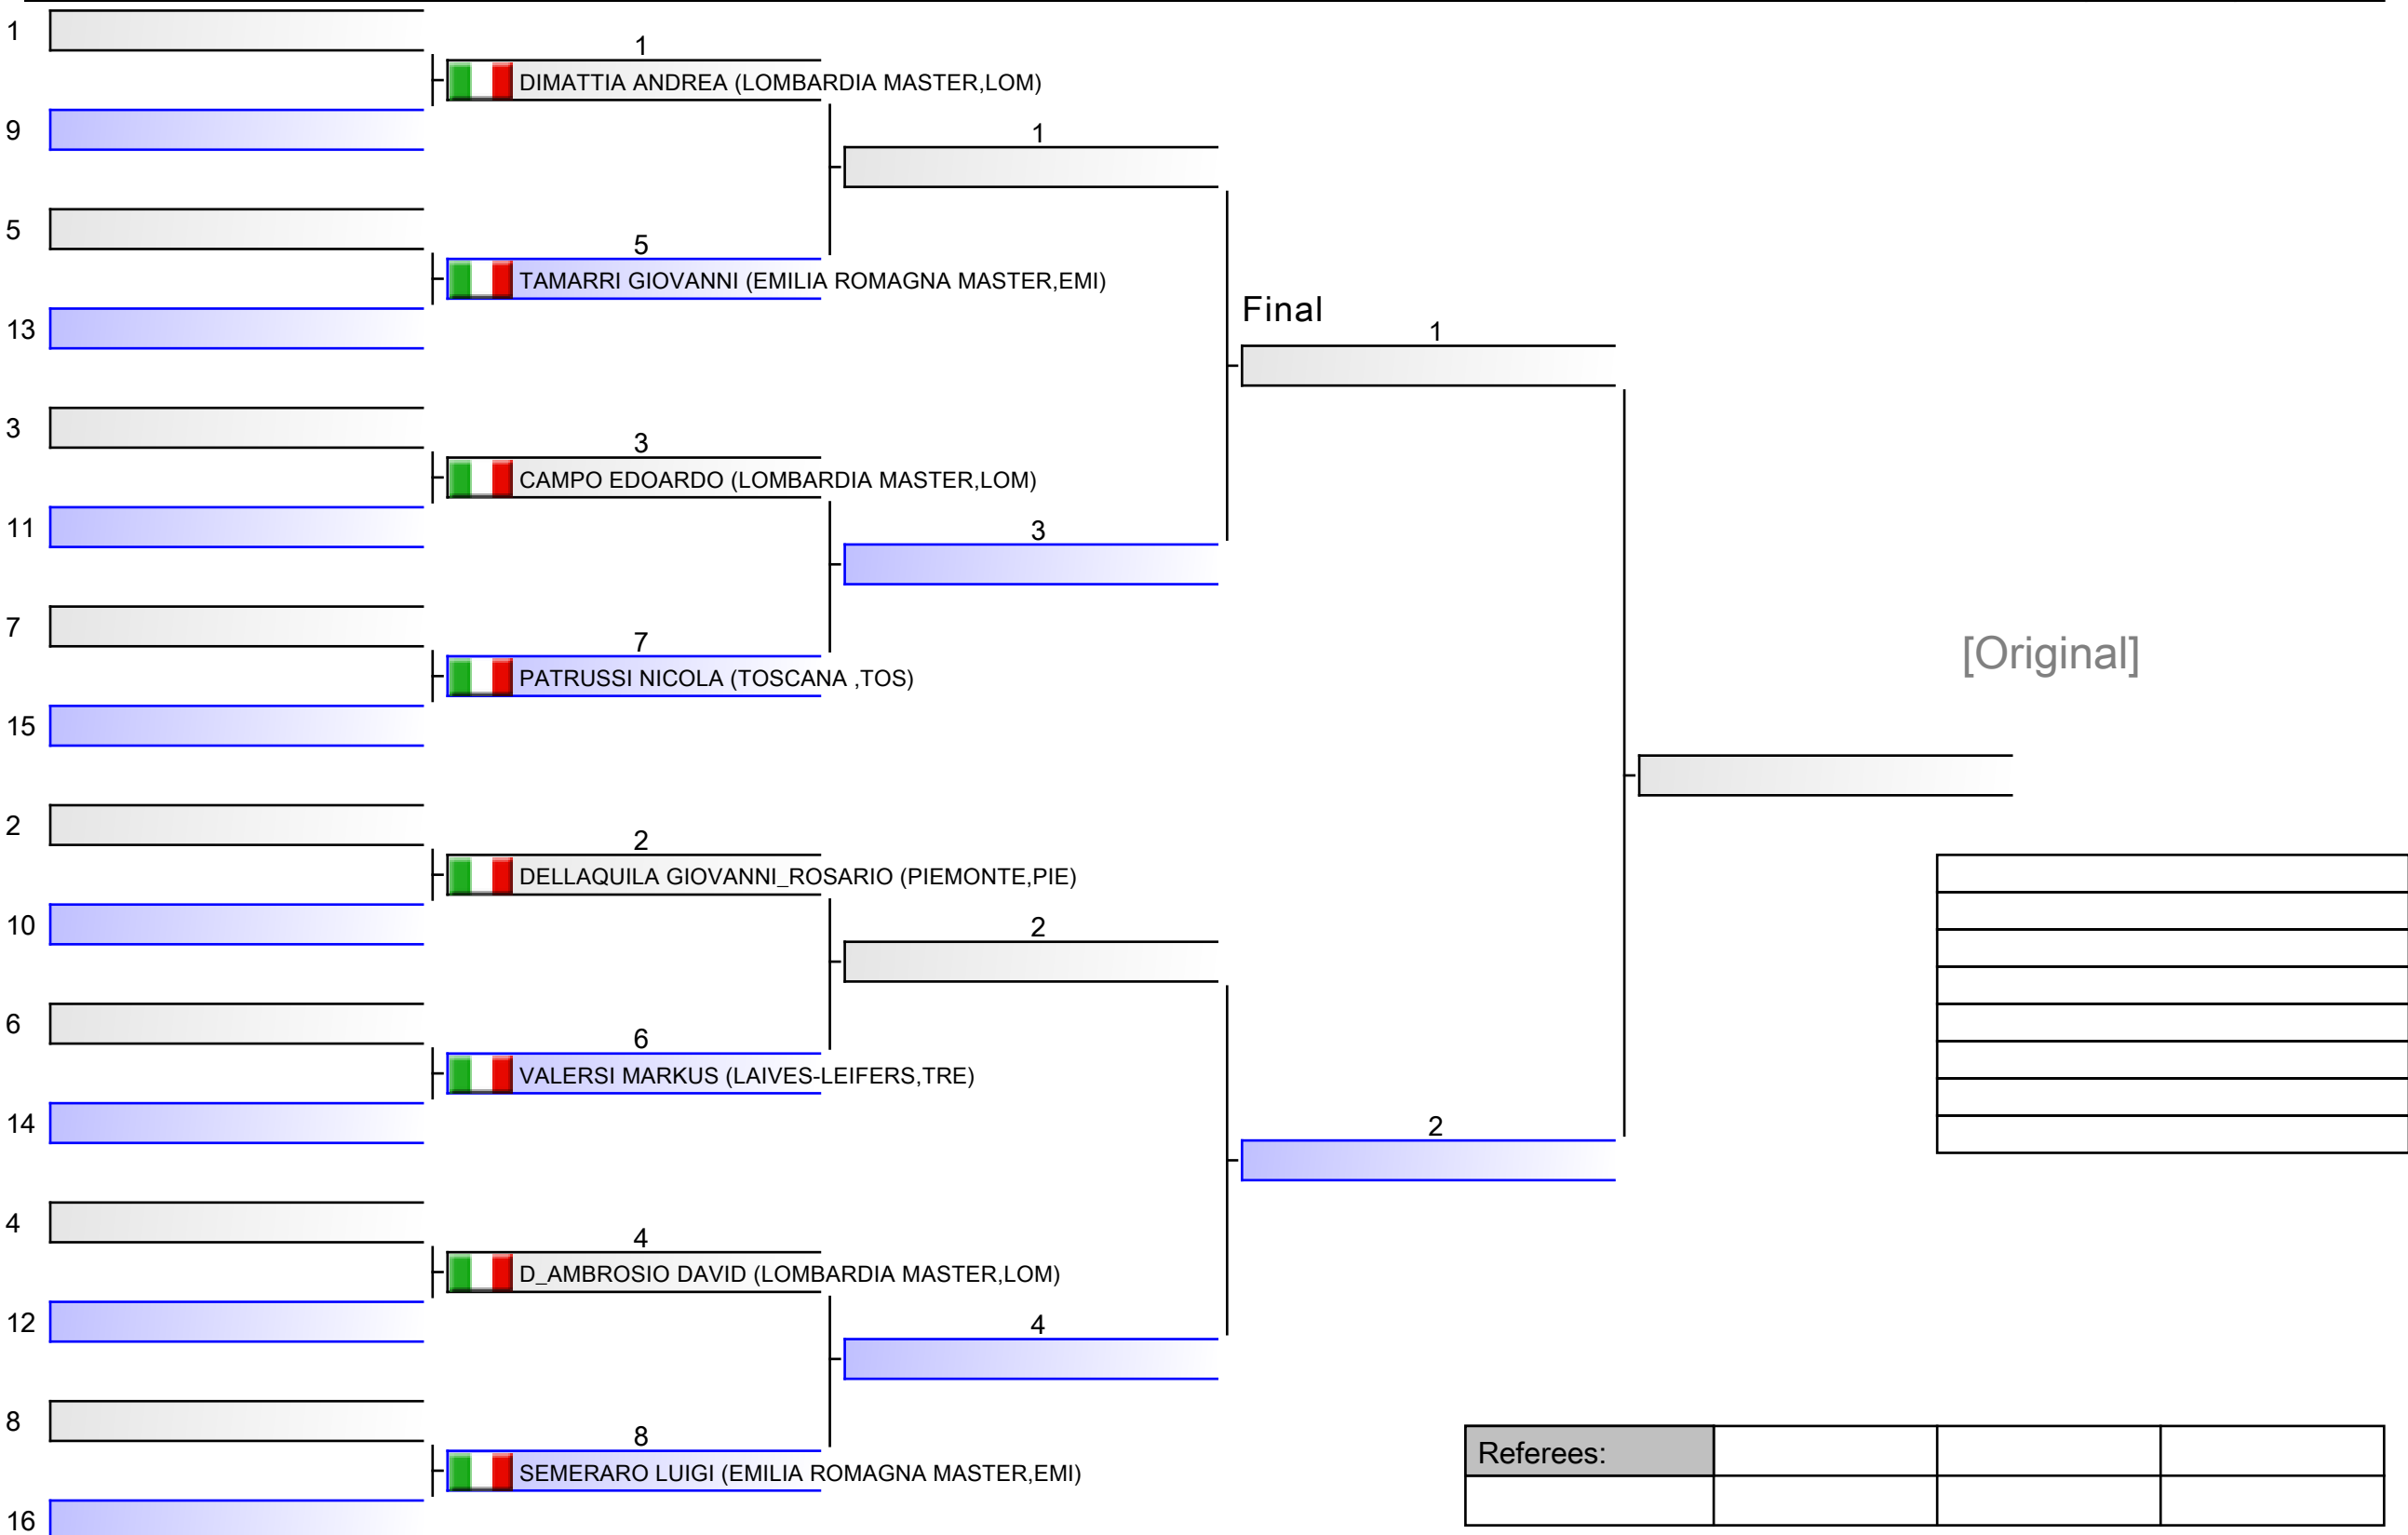 1
1
DIMATTIA ANDREA (LOMBARDIA MASTER,LOM)
9
1
5
5
TAMARRI GIOVANNI (EMILIA ROMAGNA MASTER,EMI)
Final
13
1
3
3
CAMPO EDOARDO (LOMBARDIA MASTER,LOM)
11
3
7
7
[Original]
PATRUSSI NICOLA (TOSCANA ,TOS)
15
2
2
DELLAQUILA GIOVANNI_ROSARIO (PIEMONTE,PIE)
10
2
6
6
VALERSI MARKUS (LAIVES-LEIFERS,TRE)
14
2
4
4
D_AMBROSIO DAVID (LOMBARDIA MASTER,LOM)
12
4
8
8
Referees:
SEMERARO LUIGI (EMILIA ROMAGNA MASTER,EMI)
16